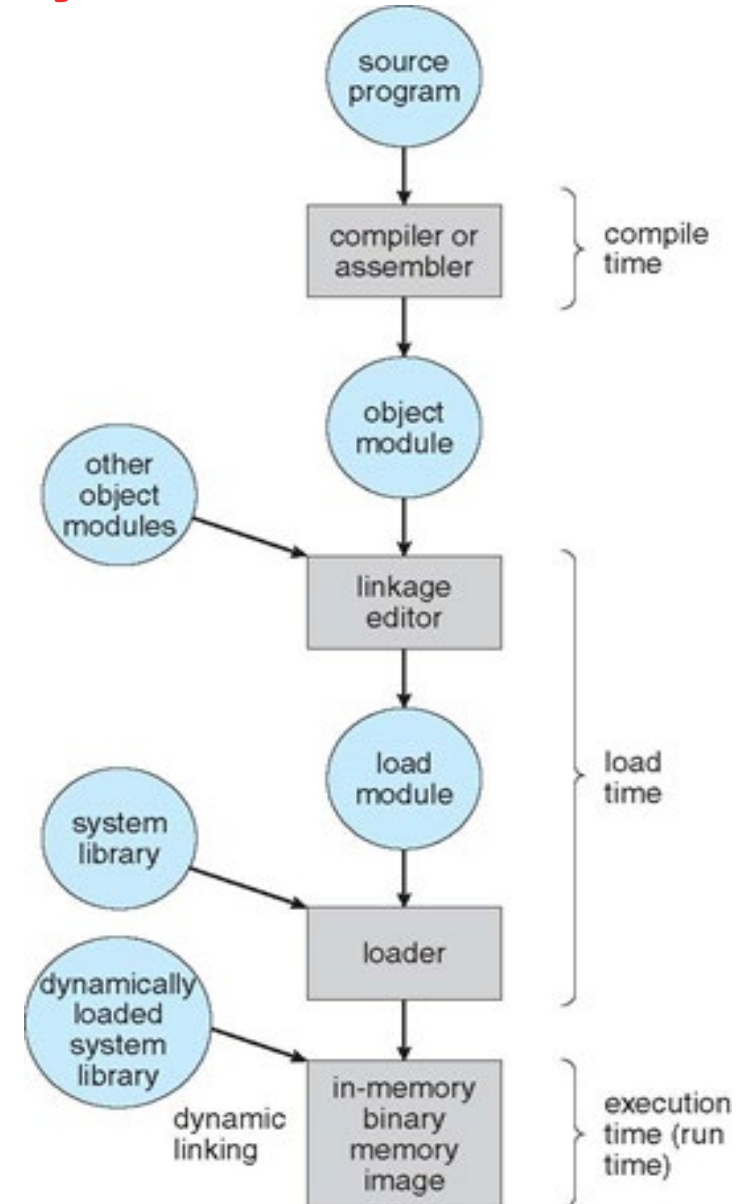 source
program
compiler or
assembler
compile
time
object
module
other
object
modules
linkage
editor
load
module
load
time
system
library
loader
dynamically
loaded
system
library
dynamic
linking
in-memory
binary
memory
image
execution
time (run
time)